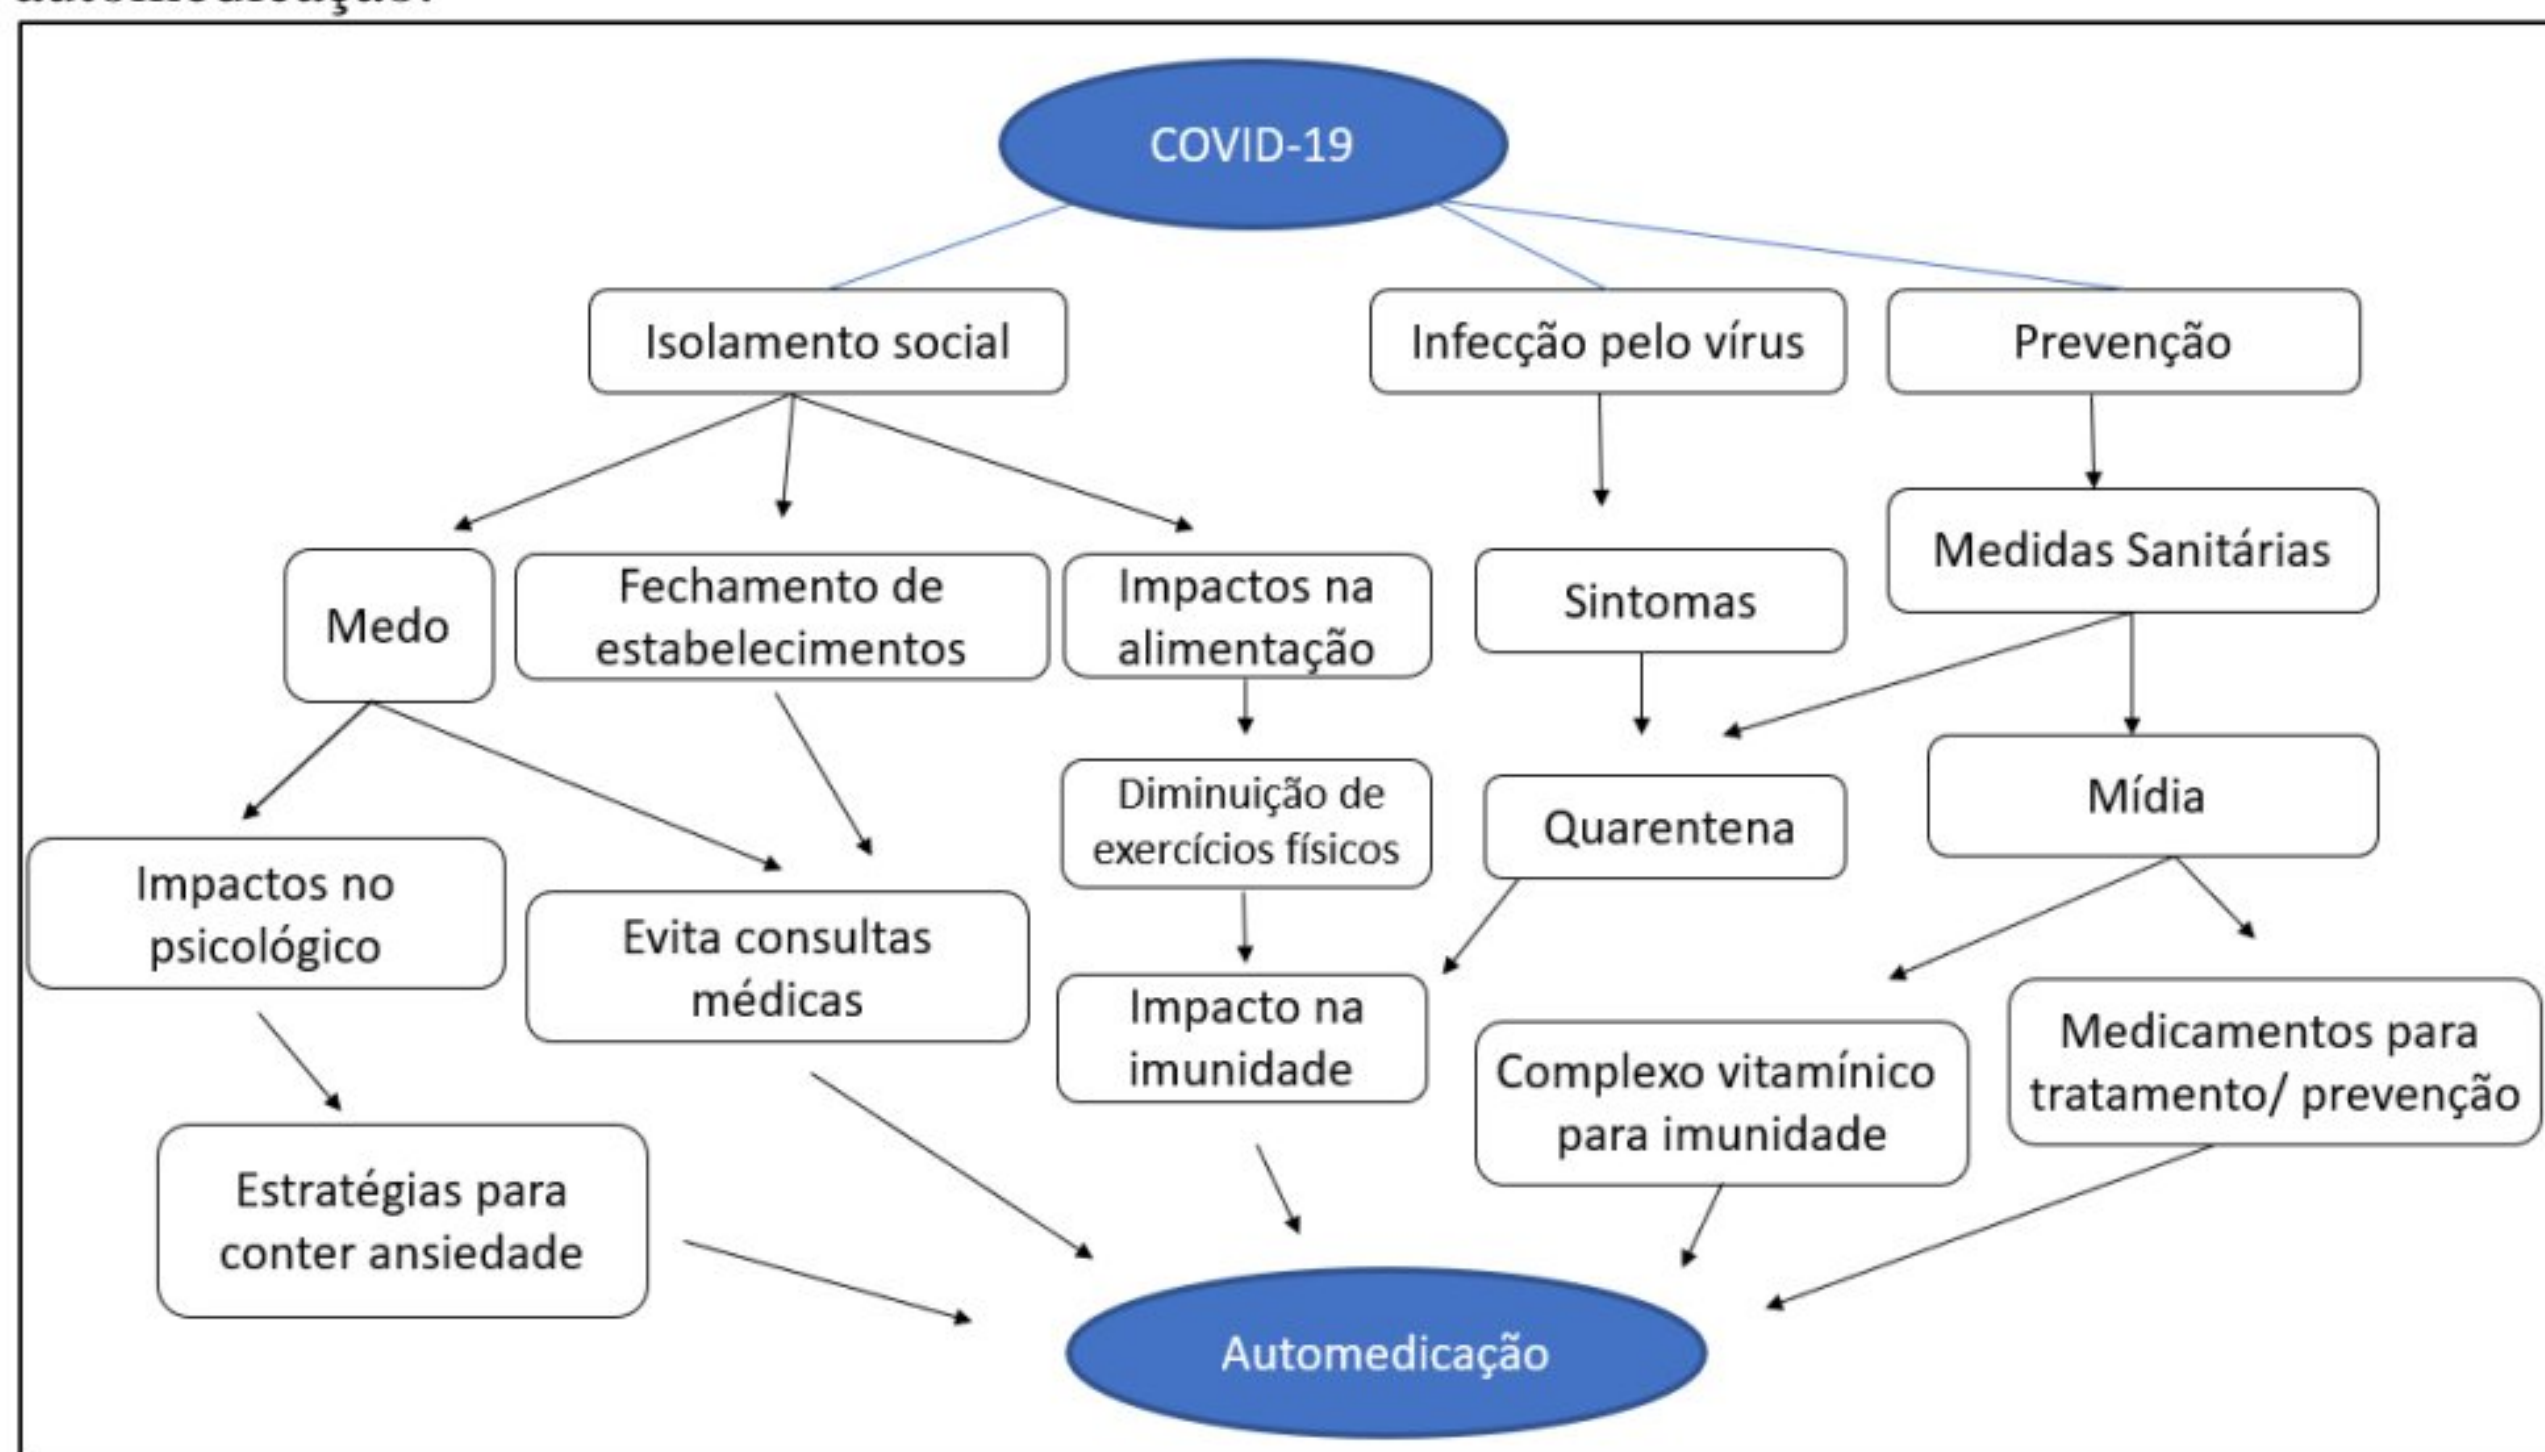 COVID-19
Isolamento social
Infecção pelo vírus
Prevenção
Medo
Fechamento de
estabelecimentos
Impactos na
alimentação
Sintomas
Medidas Sanitárias
Impactos no
psicológico
Evita consultas
médicas
Diminuição de
exercícios físicos
Quarentena
Mídia
Estratégias para
conter ansiedade
Impacto na
imunidade
Complexo vitamínico
para imunidade
Medicamentos para
tratamento/ prevenção
Automedicação